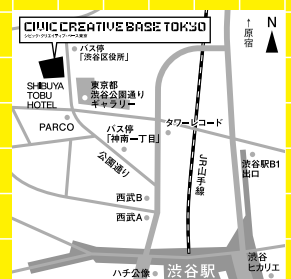 CIVIC CREATIVE BASE TOKYO
シビック・クリエイティブ・ベース東京
↑
原宿
N
バス停
「渋谷区役所」
SHIBUYA
TOBU
HOTEL
東京都
渋谷公園通り
ギャラリー
PARCO
バス停
「神南一丁目」
タワーレコード
公園通り
JR山手線
渋谷駅B1
出口
西武B
西武A
ハチ公像
渋谷駅
渋谷
ヒカリエ